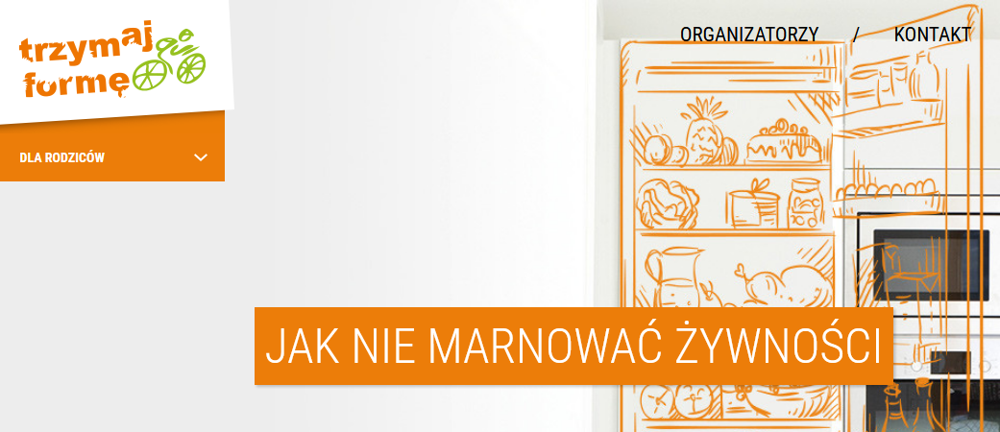 trzymaj
formę
ORGANIZATORZY / KONTAKT
DLA RODZICÓW
JAK NIE MARNOWAĆ ŻYWNOŚCI